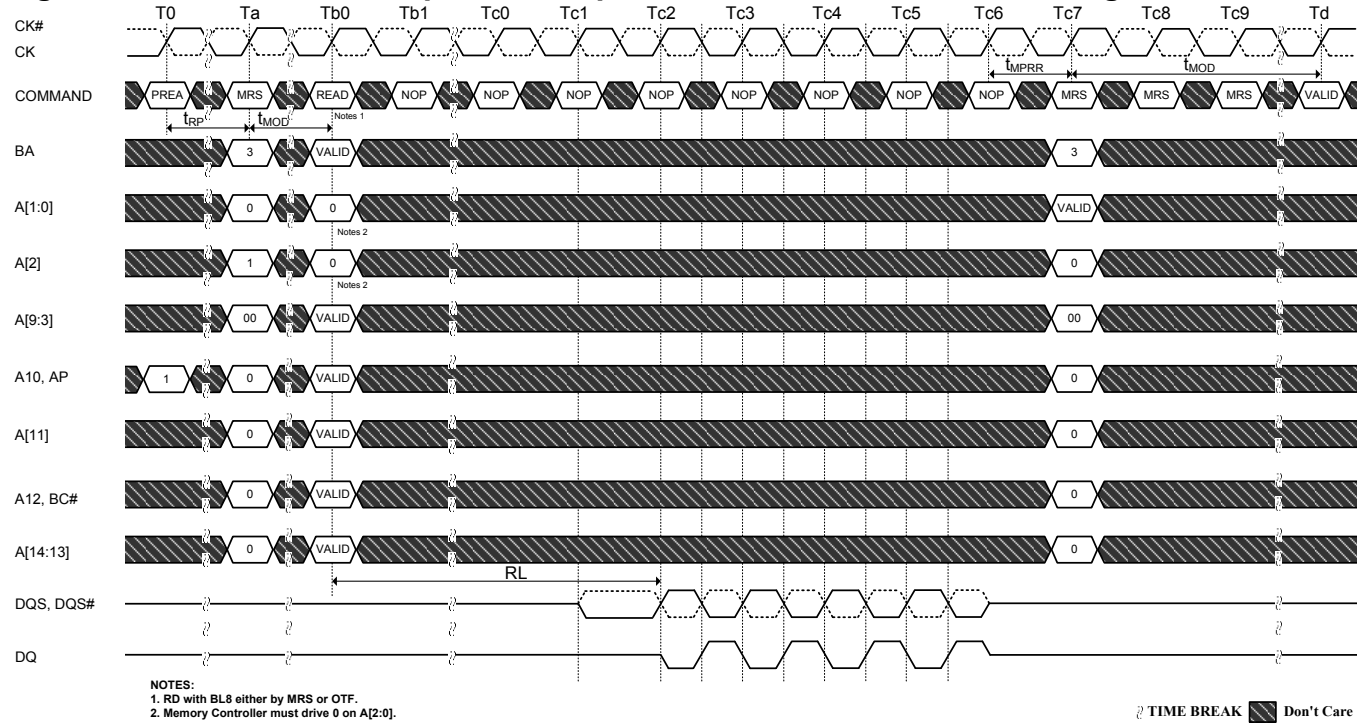 T0 Ta Tb0 Tb1 Tc0 Tc1 Tc2 Tc3 Tc4 Tc5 Tc6 Tc7 Tc8 Tc9 Td
CK#
CK
tMPRR tMOD
COMMAND PREA MRS READ NOP NOP NOP NOP NOP NOP NOP NOP MRS MRS MRS VALID
tRP tMOD Notes 1
BA 3 VALID 3
A[1:0] 0 0 VALID
Notes 2
A[2] 1 0 0
Notes 2
A[9:3] 00 VALID 00
A10, AP 1 0 VALID 0
A[11] 0 VALID 0
A12, BC# 0 VALID 0
A[14:13] 0 VALID 0
RL
DQS, DQS#
DQ
NOTES:
1. RD with BL8 either by MRS or OTF.
2. Memory Controller must drive 0 on A[2:0].
TIME BREAK Don't Care